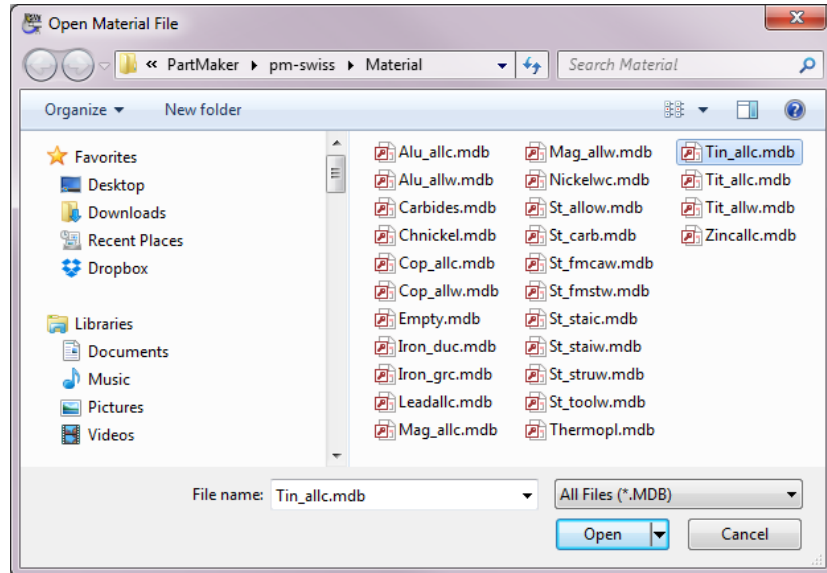 Open Material File
« PartMaker pm-swiss Material
Search Material
Organize New folder
Favorites
Desktop
Downloads
Recent Places
Dropbox
Libraries
Documents
Music
Pictures
Videos
Alu_allc.mdb
Alu_allw.mdb
Carbides.mdb
Chnickel.mdb
Cop_allc.mdb
Cop_allw.mdb
Empty.mdb
Iron_duc.mdb
Iron_grc.mdb
Leadallc.mdb
Mag_allc.mdb
Mag_allw.mdb
Nickelwc.mdb
St_allow.mdb
St_carb.mdb
St_fmcaw.mdb
St_fmstw.mdb
St_staic.mdb
St_staiw.mdb
St_struw.mdb
St_toolw.mdb
Thermopl.mdb
Tin_allc.mdb
Tit_allc.mdb
Tit_allw.mdb
Zincallc.mdb
File name: Tin_allc.mdb
All Files (*.MDB)
Open Cancel